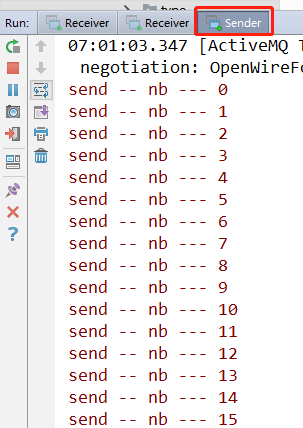 Run: Receiver Receiver Sender
07:01:03.347 [ActiveMQ T
negotiation: OpenWireFo
send -- nb --- 0
send -- nb --- 1
send -- nb --- 2
send -- nb --- 3
send -- nb --- 4
send -- nb --- 5
send -- nb --- 6
send -- nb --- 7
send -- nb --- 8
send -- nb --- 9
send -- nb --- 10
send -- nb --- 11
send -- nb --- 12
send -- nb --- 13
send -- nb --- 14
send -- nb --- 15